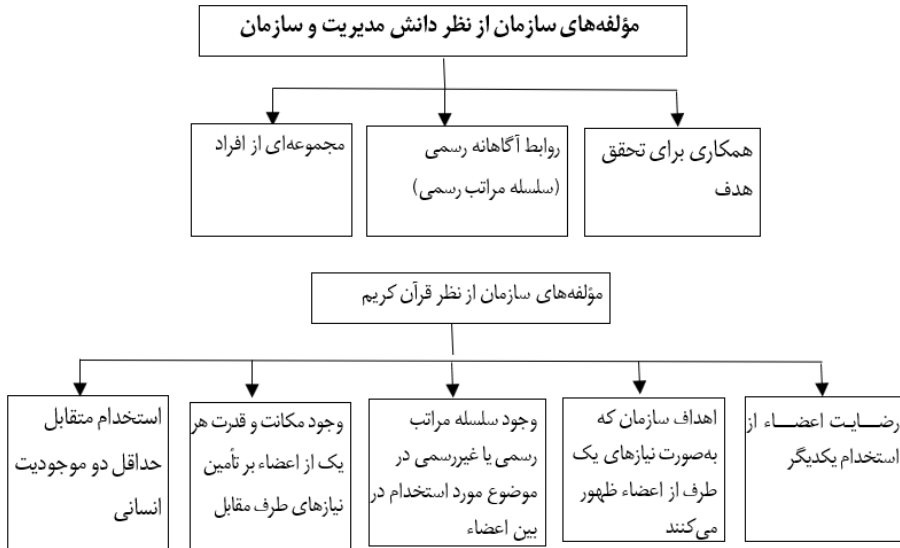 مؤلفه‌های سازمان از نظر دانش مدیریت و سازمان
همکاری برای تحقق
هدف
روابط آگاهانه رسمی
(سلسله مراتب رسمی)
مجموعه‌ای از افراد
مؤلفه‌های سازمان از نظر قرآن کریم
رضایت اعضاء از
استخدام یکدیگر
اهداف سازمان که
به‌صورت نیازهای یک
طرف از اعضاء ظهور
می‌کنند
وجود سلسله مراتب
رسمی یا غیررسمی در
موضوع مورد استخدام در
بین اعضاء
وجود مکانت و قدرت هر
یک از اعضاء بر تأمین
نیازهای طرف مقابل
استخدام متقابل
حداقل دو موجودیت
انسانی